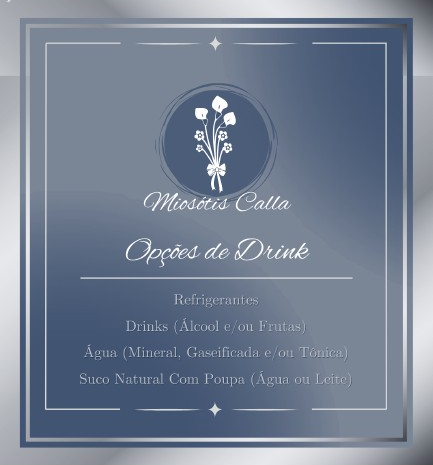 Miosótis Calla
Opções de Drink
Refrigerantes
Drinks (Álcool e/ou Frutas)
Água (Mineral, Gaseificada e/ou Tônica)
Suco Natural Com Poupa (Água ou Leite)